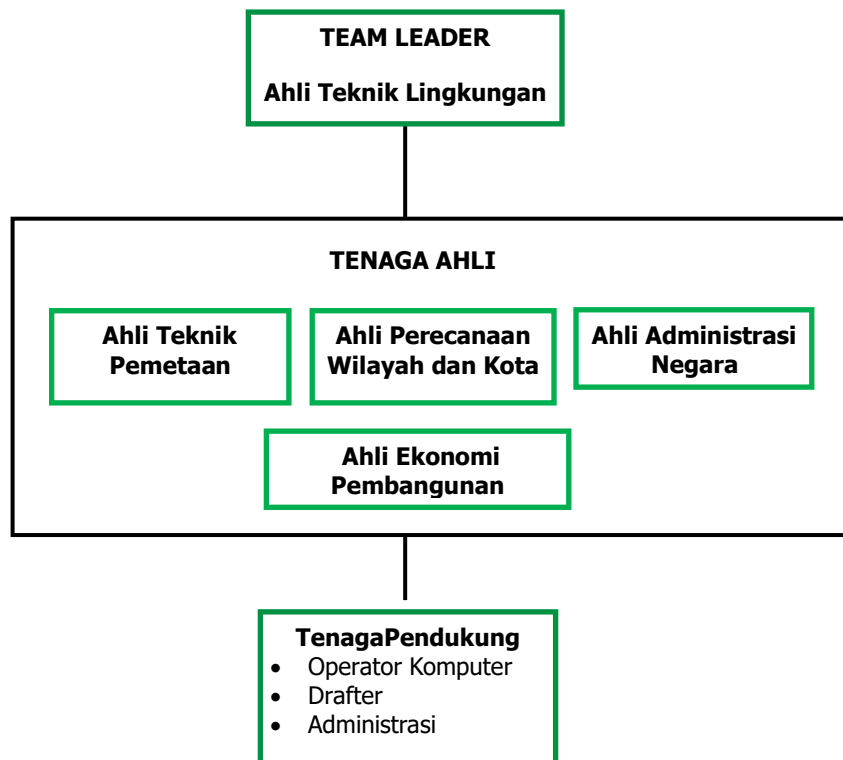 TEAM LEADER
Ahli Teknik Lingkungan
TENAGA AHLI
Ahli Teknik
Pemetaan
Ahli Perecanaan
Wilayah dan Kota
Ahli Administrasi
Negara
Ahli Ekonomi
Pembangunan
TenagaPendukung
• Operator Komputer
• Drafter
• Administrasi